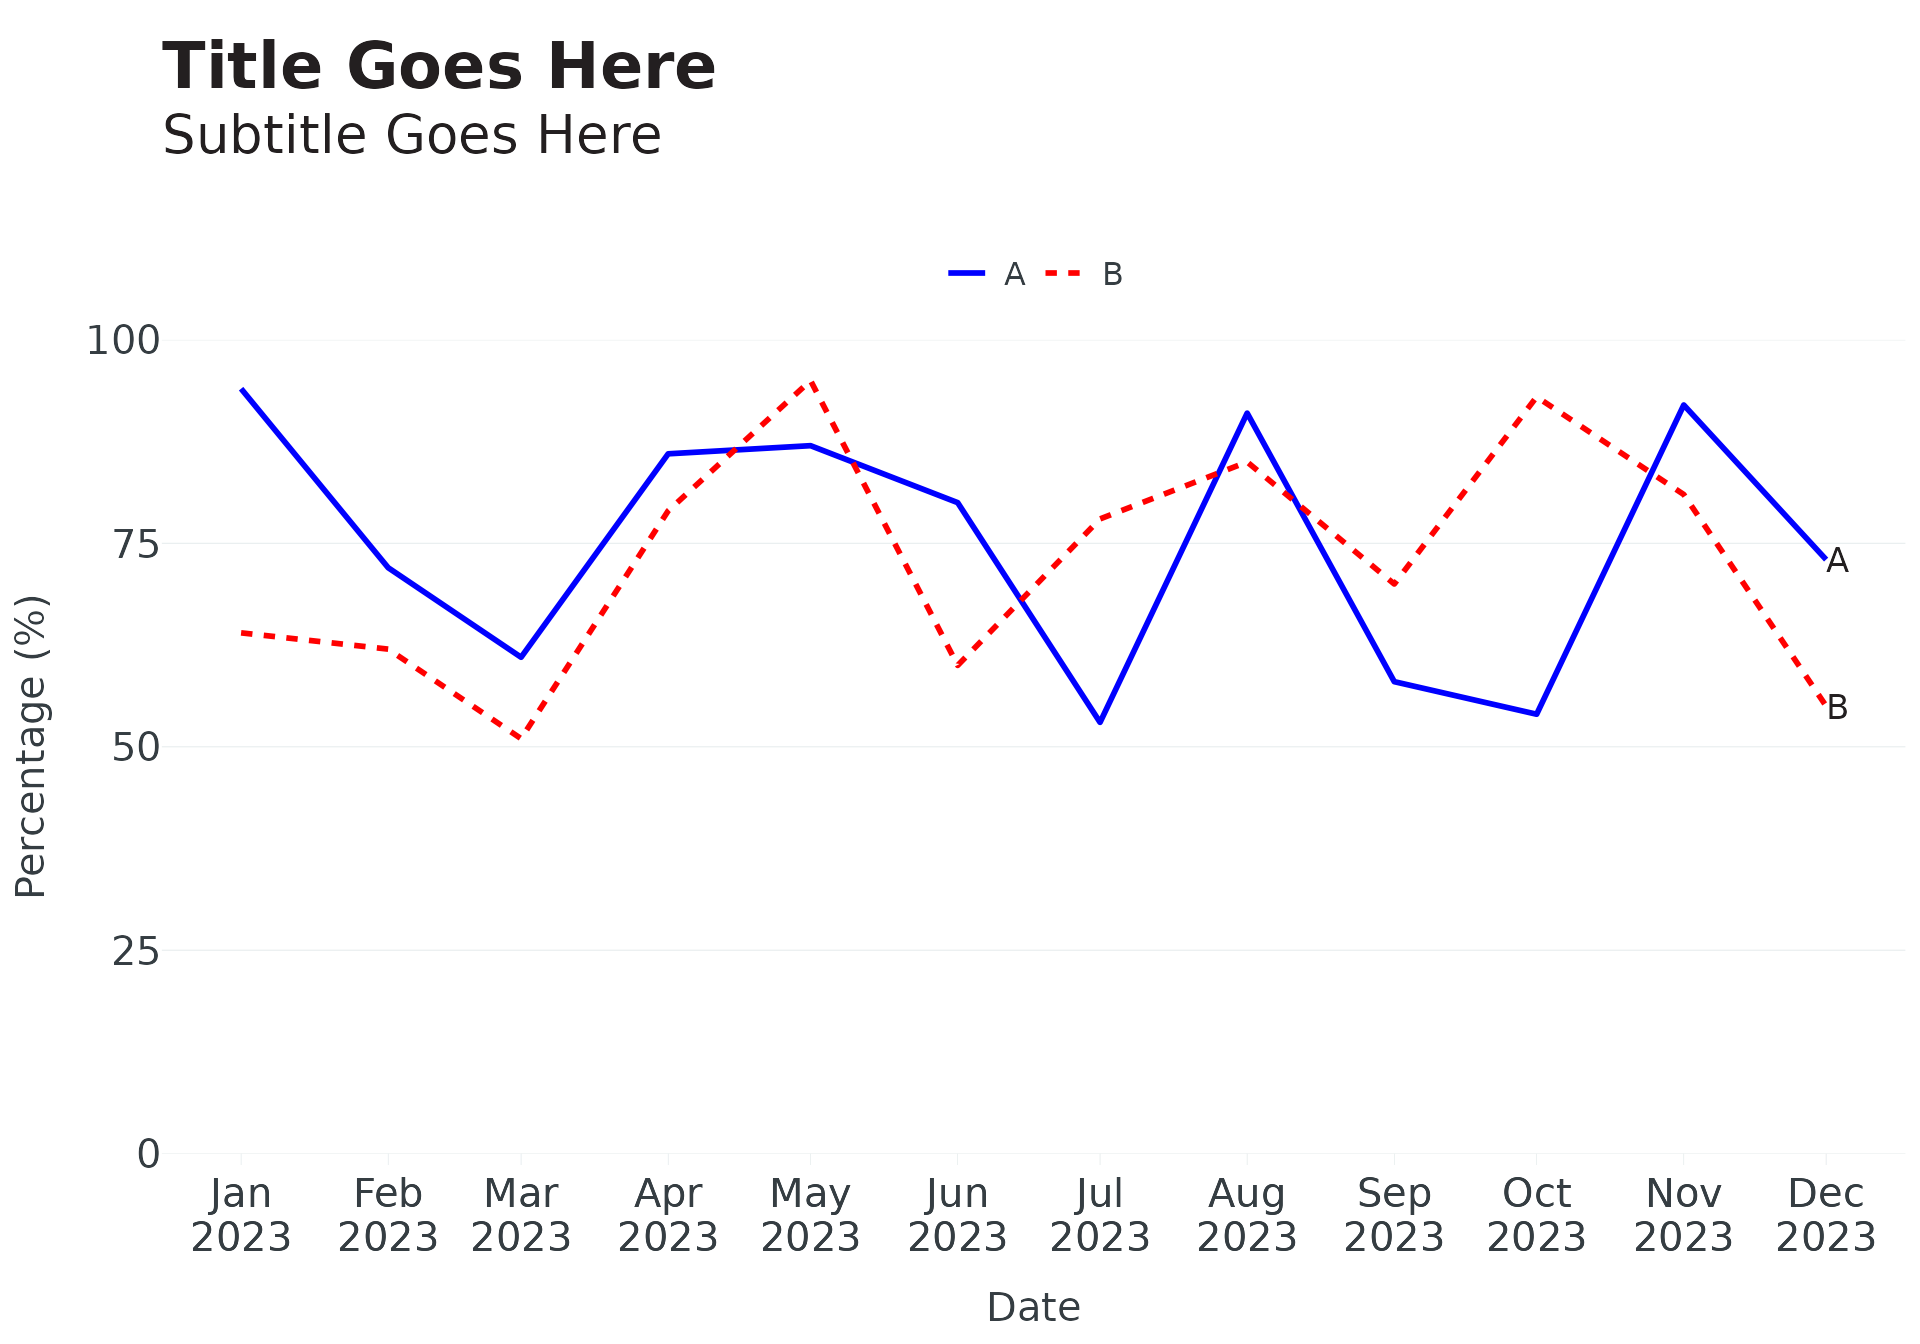 Title Goes Here
Subtitle Goes Here
A B
100
75
50
25
0
Percentage (%)
A
B
Jan Feb Mar Apr May Jun Jul Aug Sep Oct Nov Dec
2023 2023 2023 2023 2023 2023 2023 2023 2023 2023 2023 2023
Date